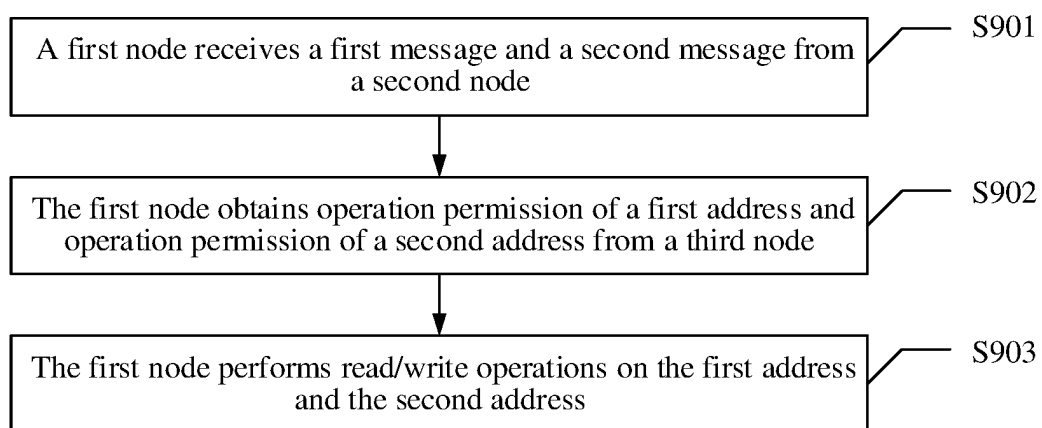 A first node receives a first message and a second message from
a second node
S901
The first node obtains operation permission of a first address and
operation permission of a second address from a third node
S902
The first node performs read/write operations on the first address
and the second address
S903